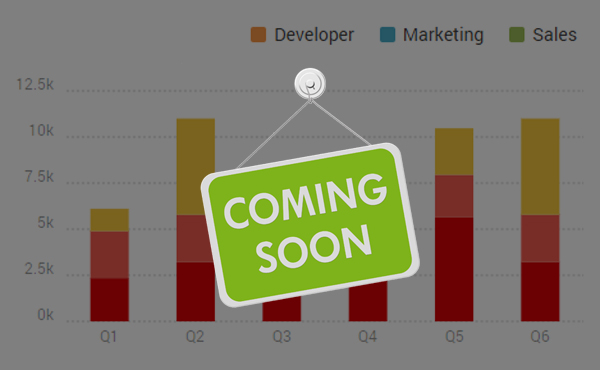 Developer Marketing Sales
12.5k
10k
7.5k
5k
2.5k
0k
COMING
SOON
Q1 Q2 Q3 Q4 Q5 Q6